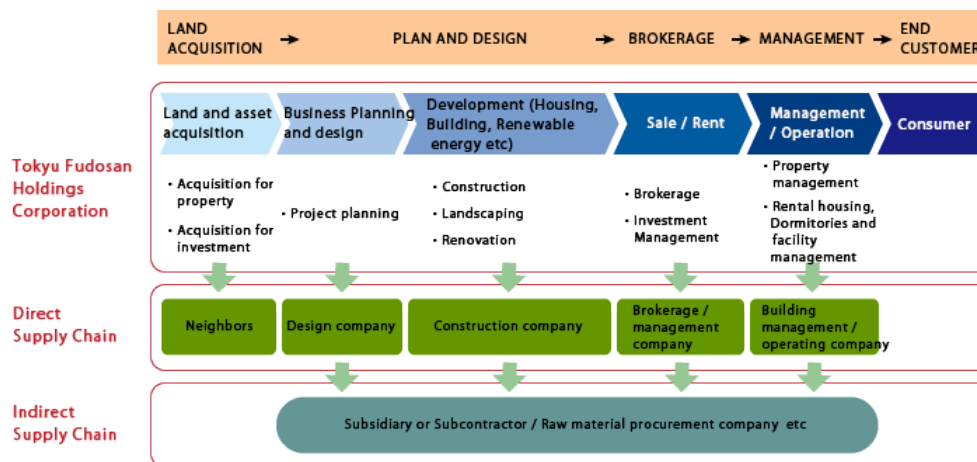 LAND
ACQUISITION
PLAN AND DESIGN
BROKERAGE
MANAGEMENT
END
CUSTOMER
Tokyu Fudosan
Holdings
Corporation
Land and asset
acquisition
Business Planning
and design
Development (Housing,
Building, Renewable
energy etc)
Sale / Rent
Management
/ Operation
Consumer
• Acquisition for
property
• Acquisition for
investment
• Project planning
• Construction
• Landscaping
• Renovation
• Brokerage
• Investment
Management
• Property
management
• Rental housing,
Dormitories and
facility
management
Direct
Supply Chain
Neighbors
Design company
Construction company
Brokerage /
management
company
Building
management /
operating company
Indirect
Supply Chain
Subsidiary or Subcontractor / Raw material procurement company etc